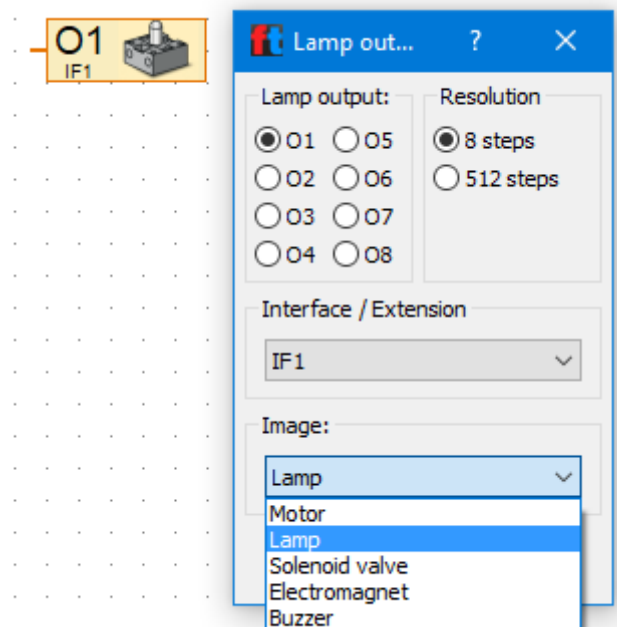 O1
IF1
ft Lamp out... ? ×
Lamp output: Resolution
O1 O5 8 steps
O2 O6 512 steps
O3 O7
O4 O8
Interface / Extension
IF1
Image:
Lamp
Motor
Lamp
Solenoid valve
Electromagnet
Buzzer